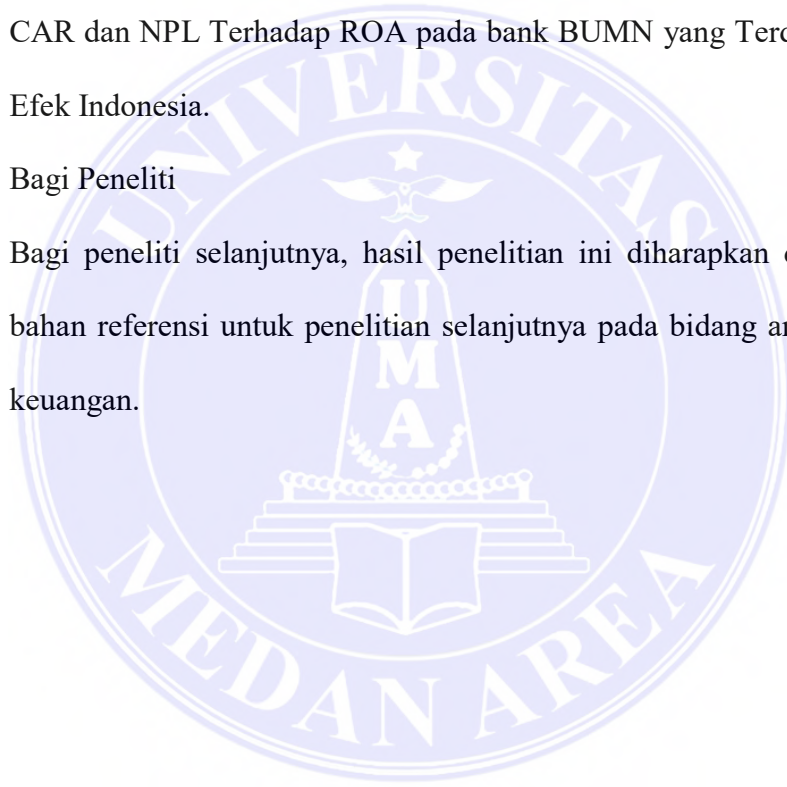 CAR dan NPL Terhadap ROA pada bank BUMN yang
Efek Indonesia.
Bagi Peneliti
Bagi peneliti selanjutnya, hasil penelitian ini diharapkan
bahan referensi untuk penelitian selanjutnya pada bidang
keuangan.
UNIVERSITAS
UMA
MEDAN AREA